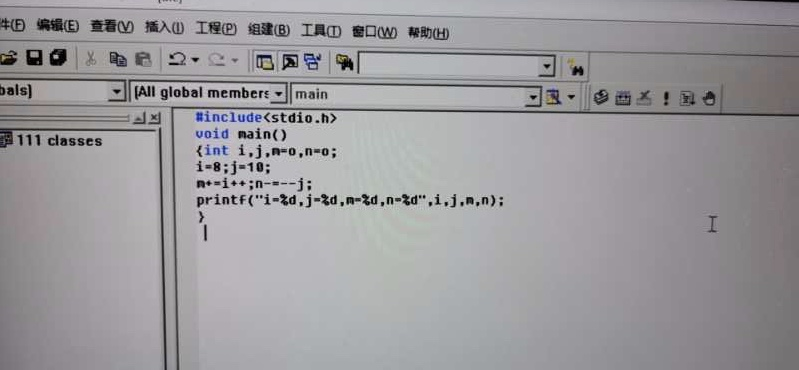 件(F) 编辑(E) 查看(V) 插入(I) 工程(P) 组建(B) 工具(T) 窗口(W) 帮助(H)
bals) [All global members main
111 classes
#include<stdio.h>
void main()
{int i,j,m=o,n=o;
i=8;j=10;
m+=i++;n-=--j;
printf("i=%d,j=%d,m=%d,n=%d",i,j,m,n);
}